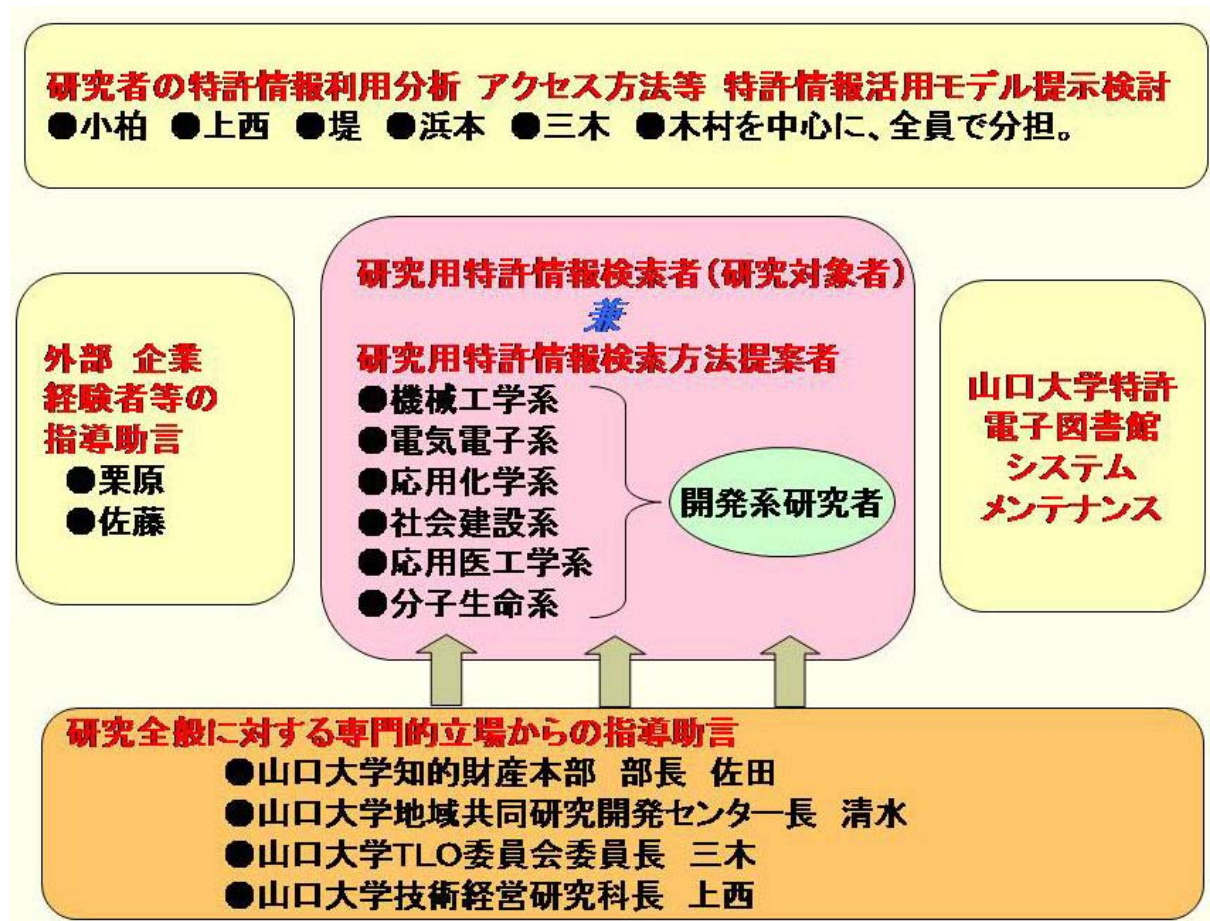 研究者の特許情報利用分析 アクセス方法等 特許情報活用モデル提示検討
●小柏 ●上西 ●堤 ●浜本 ●三木 ●木村を中心に、全員で分担。
外部 企業
経験者等の
指導助言
●栗原
●佐藤
研究用特許情報検索者(研究対象者)
兼
研究用特許情報検索方法提案者
●機械工学系
●電気電子系
●応用化学系
●社会建設系
●応用医工学系
●分子生命系
開発系研究者
山口大学特許
電子図書館
システム
メンテナンス
研究全般に対する専門的立場からの指導助言
●山口大学知的財産本部 部長 佐田
●山口大学地域共同研究開発センター長 清水
●山口大学TLO委員会委員長 三木
●山口大学技術経営研究科長 上西